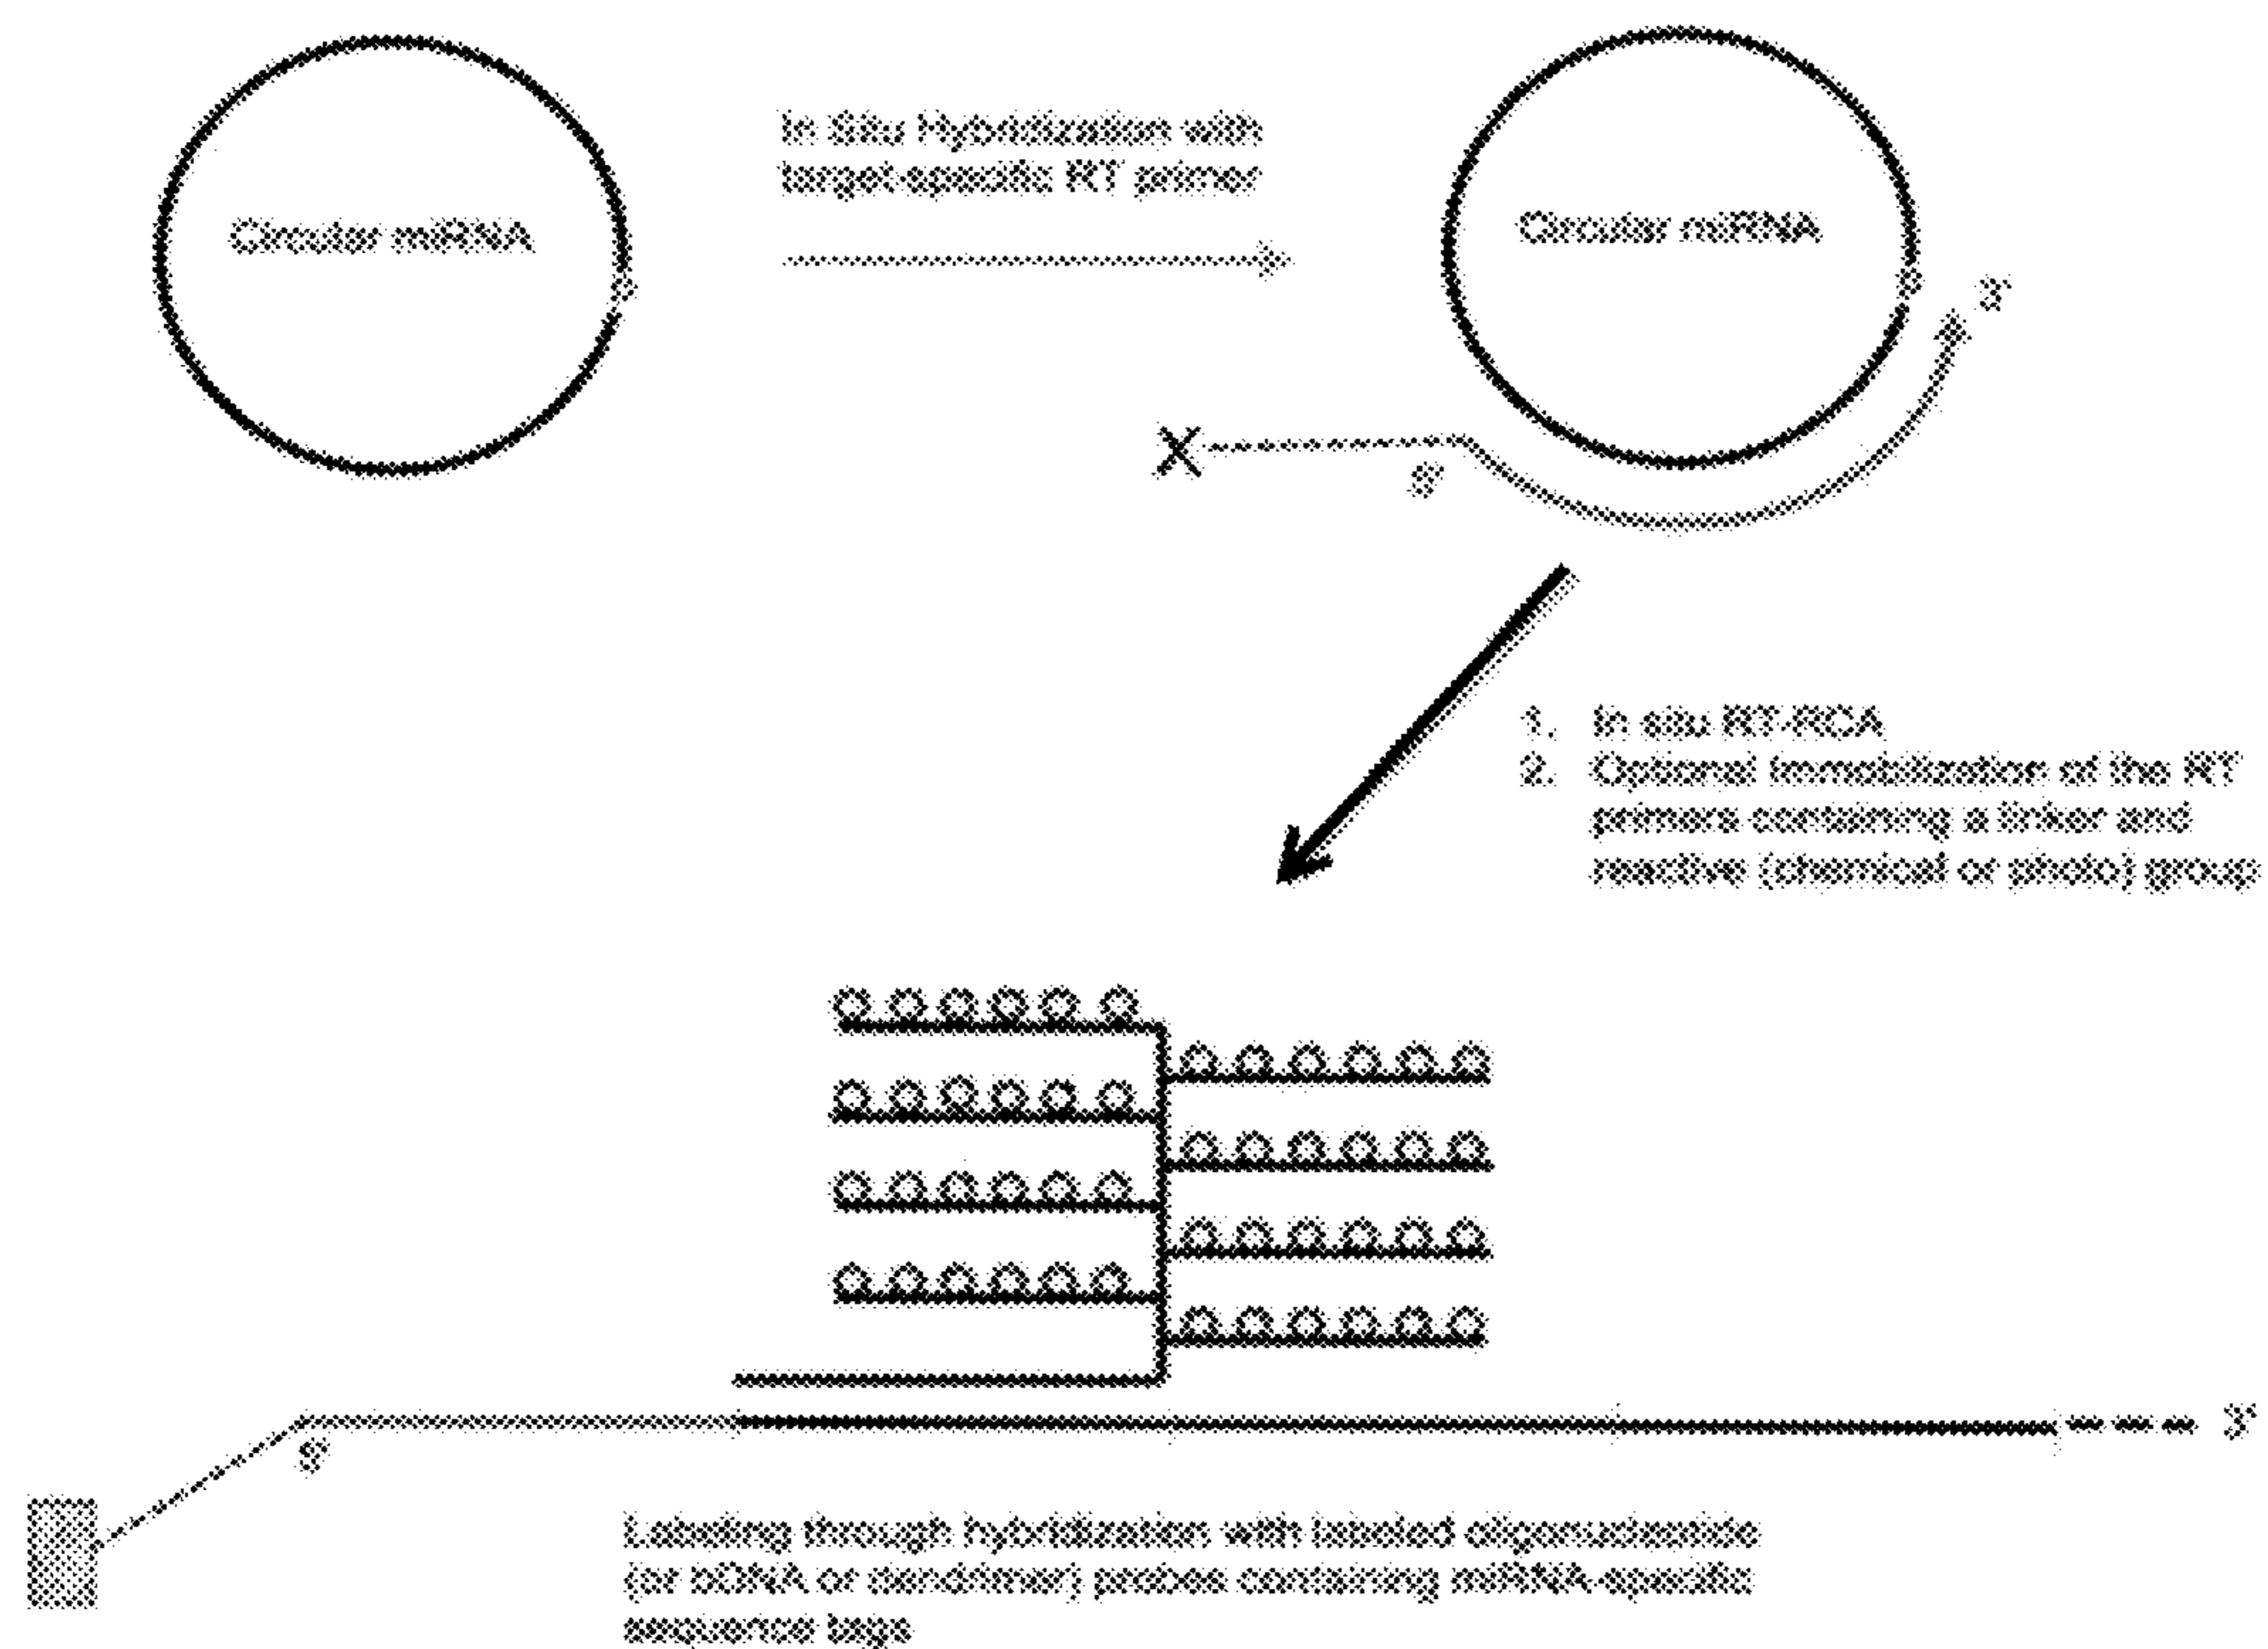 In Situ Hybridization with
target-specific RT primer
Circular miRNA
Circular miRNA
3'
X
5'
1. In situ RT-RCA
2. Optional immobilization of the RT
primers containing a linker and
reactive (chemical or photo) group
5'
3'
Labeling through hybridization with labeled oligonucleotide
(or bDNA or dendrimer) probes containing miRNA-specific
sequence tags